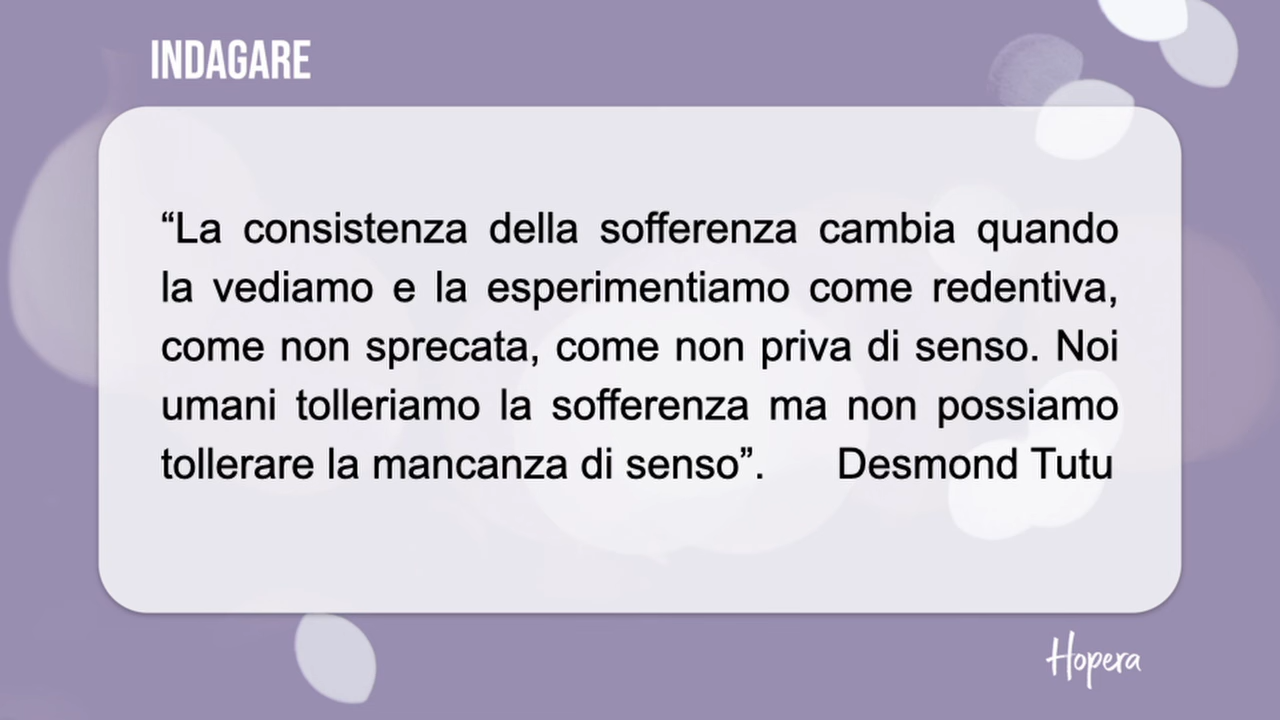 INDAGARE
“La consistenza della sofferenza cambia quando
la vediamo e la esperimentiamo come redentiva,
come non sprecata, come non priva di senso. Noi
umani tolleriamo la sofferenza ma non possiamo
tollerare la mancanza di senso”. Desmond Tutu
Hopera